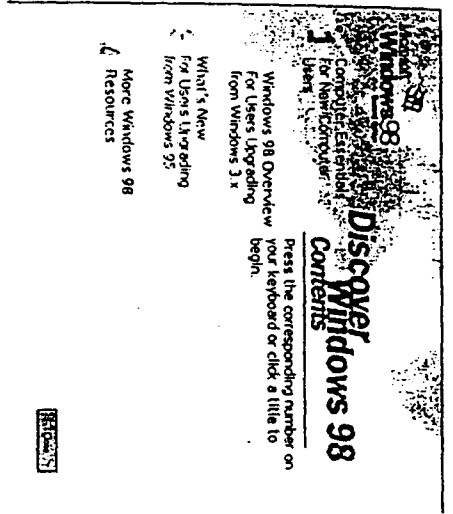 Microsoft
Windows 98
Discover
Windows 98
Contents
1
Computer Essentials
For New Computer
Users
Press the corresponding number on
your keyboard or click a title to
begin.
Windows 98 Overview
For Users Upgrading
from Windows 3.x
What's New
For Users Upgrading
from Windows 95
More Windows 98
Resources